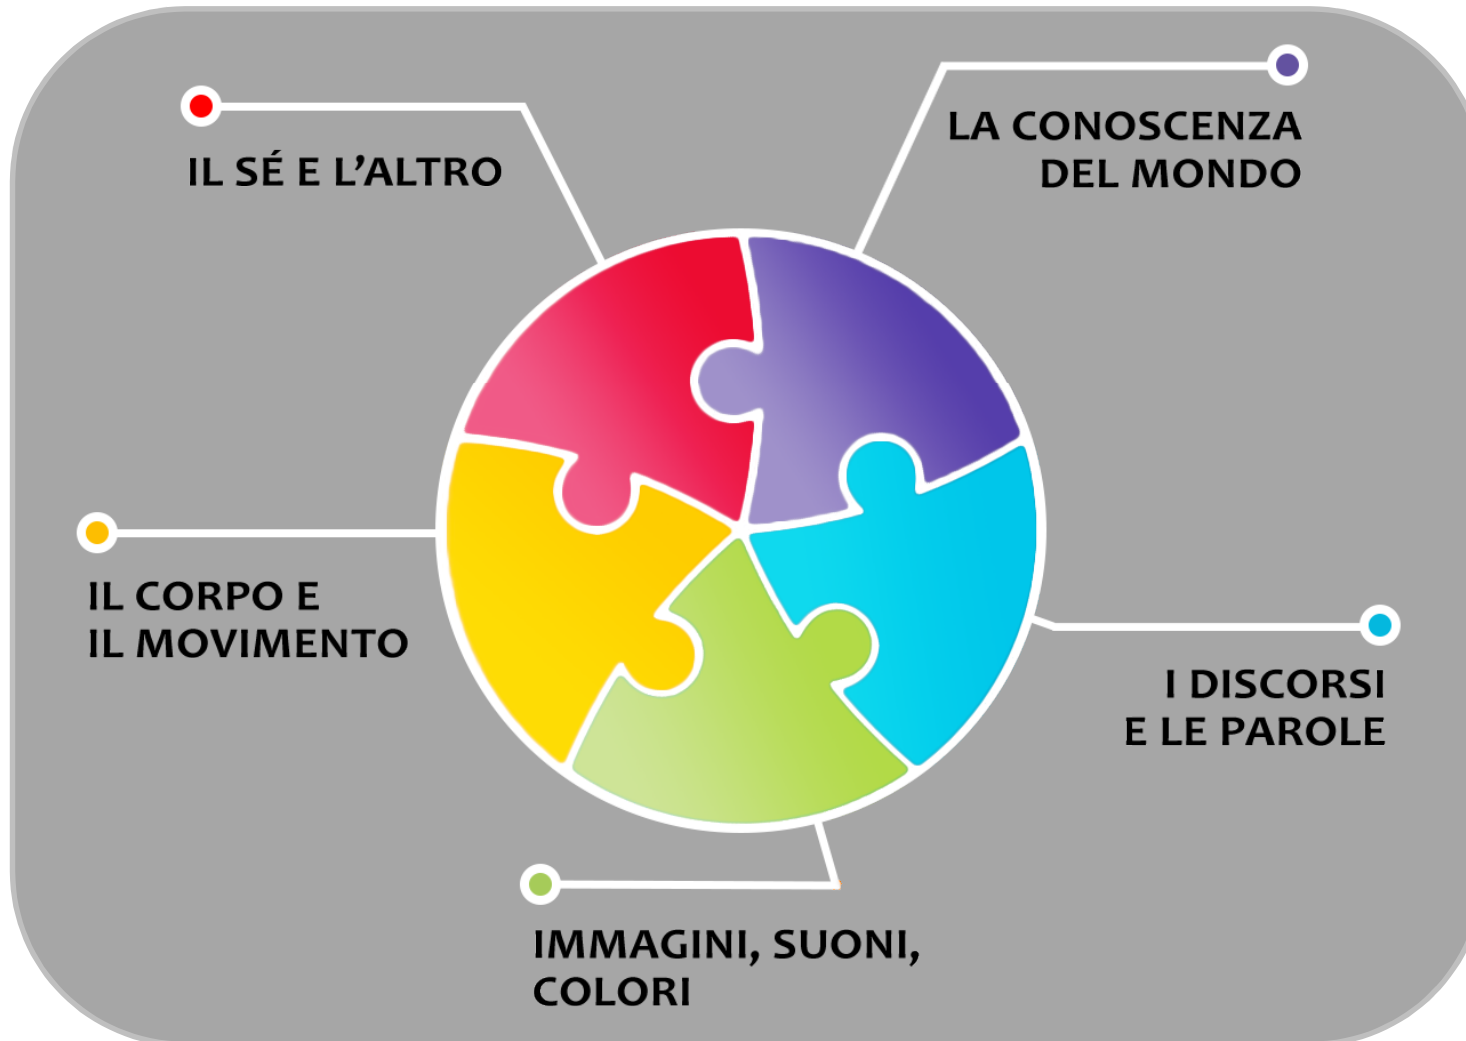 IL SÉ E L’ALTRO
LA CONOSCENZA
DEL MONDO
IL CORPO E
IL MOVIMENTO
I DISCORSI
E LE PAROLE
IMMAGINI, SUONI,
COLORI